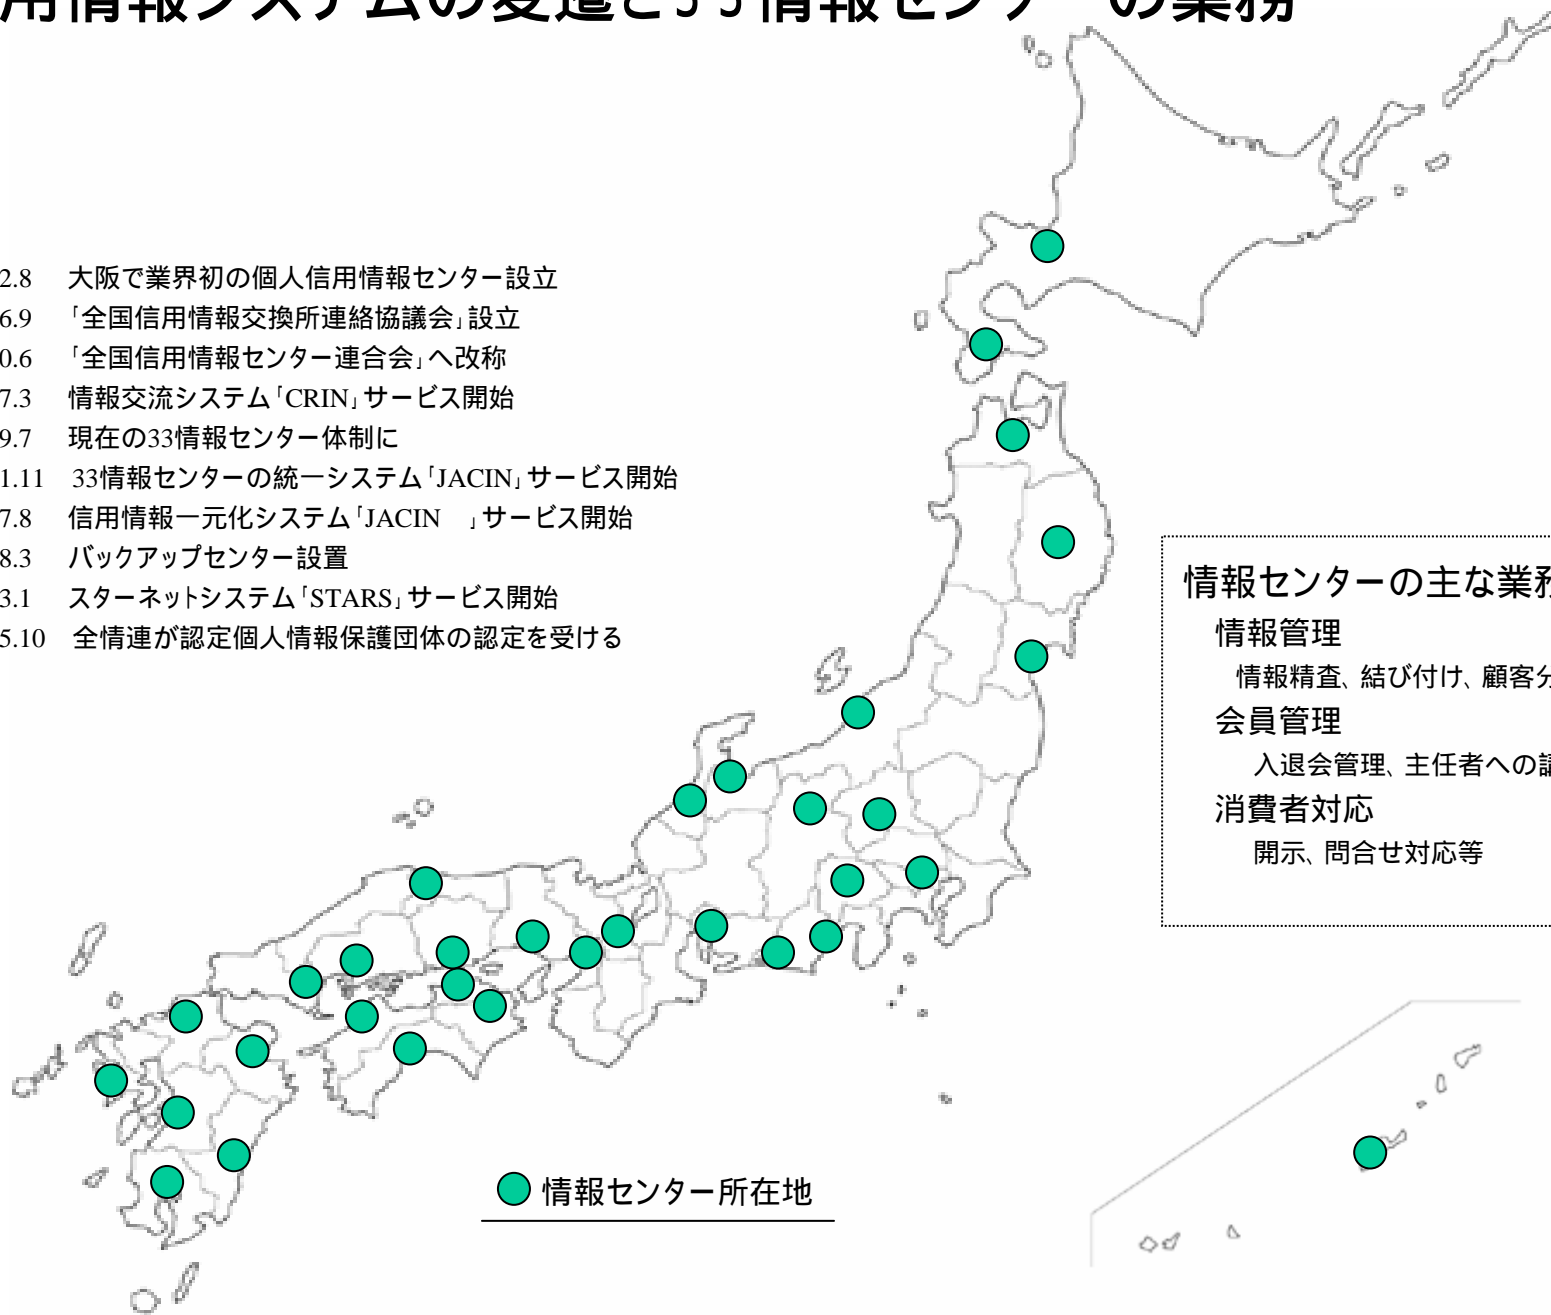 用情報システムの変遷と33情報センターの業務
2.8 大阪で業界初の個人信用情報センター設立
6.9 「全国信用情報交換所連絡協議会」設立
0.6 「全国信用情報センター連合会」へ改称
7.3 情報交流システム「CRIN」サービス開始
9.7 現在の33情報センター体制に
1.11 33情報センターの統一システム「JACIN」サービス開始
7.8 信用情報一元化システム「JACIN 」サービス開始
8.3 バックアップセンター設置
3.1 スターネットシステム「STARS」サービス開始
5.10 全情連が認定個人情報保護団体の認定を受ける
情報センターの主な業務
情報管理
情報精査、結び付け、顧客分
会員管理
入退会管理、主任者への
消費者対応
開示、問合せ対応等
情報センター所在地